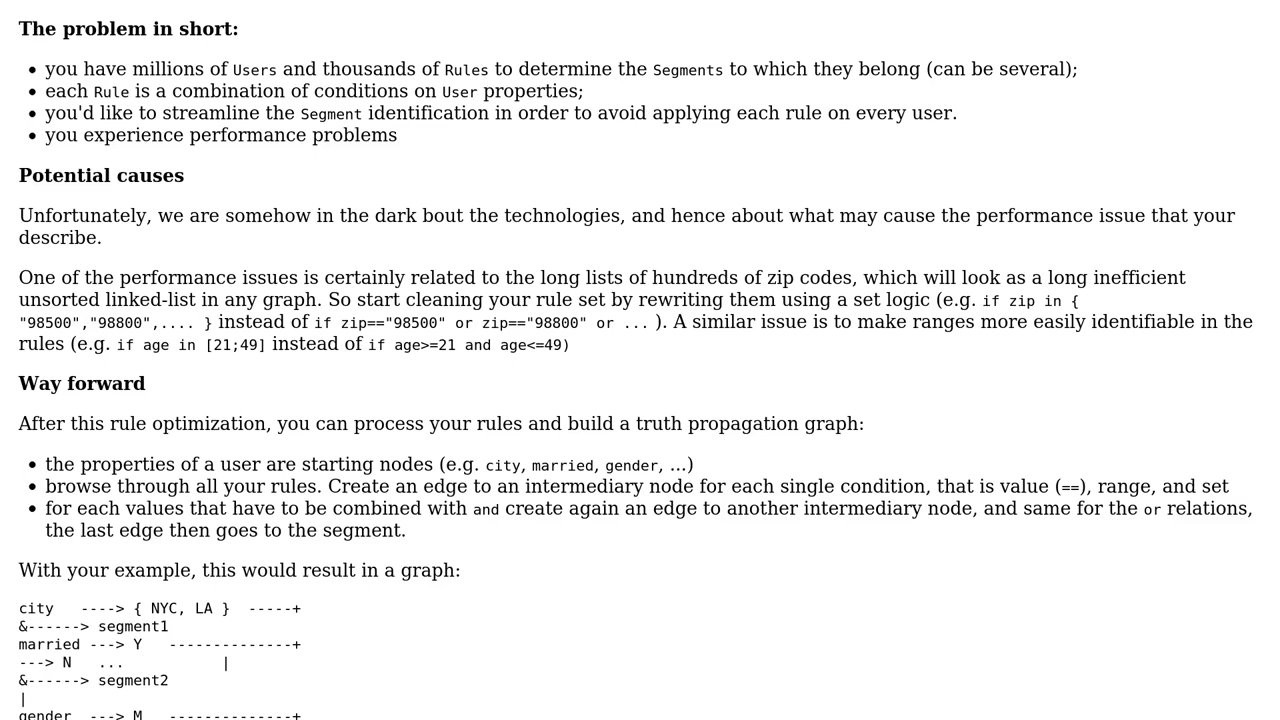 The problem in short:
• you have millions of Users and thousands of Rules to determine the Segments to which they belong (can be several);
• each Rule is a combination of conditions on User properties;
• you'd like to streamline the Segment identification in order to avoid applying each rule on every user.
• you experience performance problems
Potential causes
Unfortunately, we are somehow in the dark bout the technologies, and hence about what may cause the performance issue that your
describe.
One of the performance issues is certainly related to the long lists of hundreds of zip codes, which will look as a long inefficient
unsorted linked-list in any graph. So start cleaning your rule set by rewriting them using a set logic (e.g. if zip in {
"98500","98800",.... } instead of if zip=="98500" or zip=="98800" or ... ). A similar issue is to make ranges more easily identifiable in the
rules (e.g. if age in [21;49] instead of if age>=21 and age<=49)
Way forward
After this rule optimization, you can process your rules and build a truth propagation graph:
• the properties of a user are starting nodes (e.g. city, married, gender, ...)
• browse through all your rules. Create an edge to an intermediary node for each single condition, that is value (==), range, and set
• for each values that have to be combined with and create again an edge to another intermediary node, and same for the or relations,
the last edge then goes to the segment.
With your example, this would result in a graph:
city   ----> { NYC, LA }  -----+
&------> segment1
married ---> Y   --------------+
---> N   ...           |
&------> segment2
|
gender  ---> M   --------------+